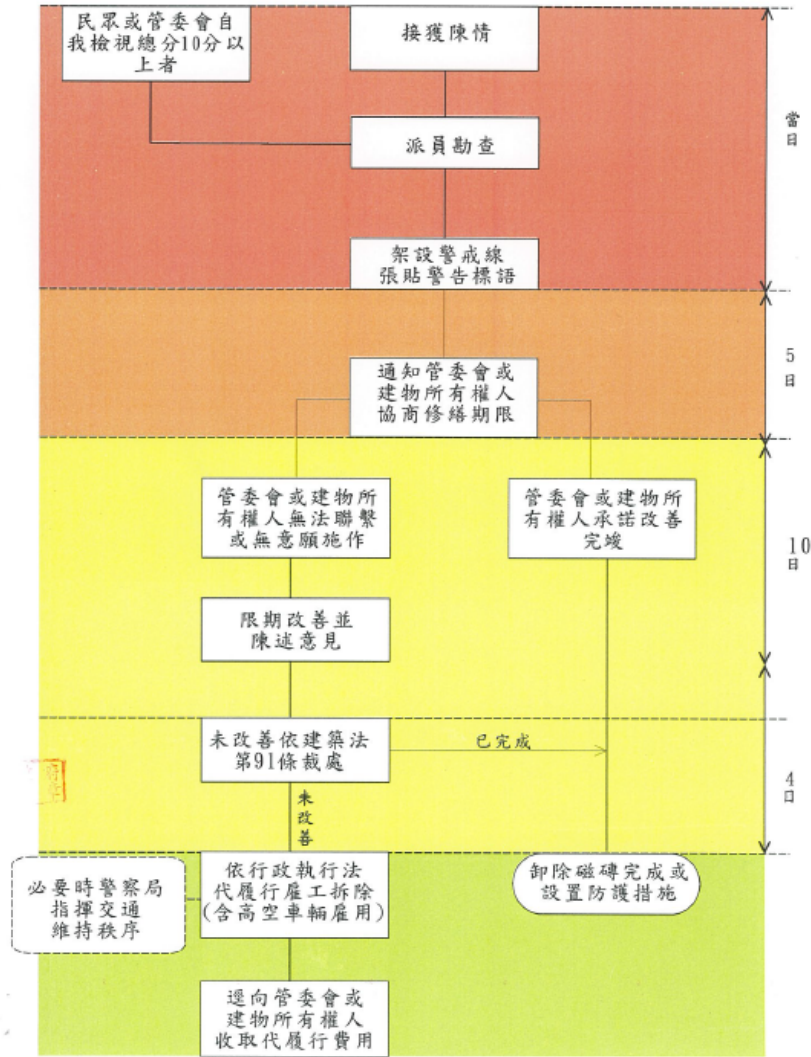 民眾或管委會自
我檢視總分10分以
上者
接獲陳情
派員勘查
架設警戒線
張貼警告標語
當日
通知管委會或
建物所有權人
協商修繕期限
5日
管委會或建物所
有權人無法聯繫
或無意願施作
管委會或建物所
有權人承諾改善
完竣
限期改善並
陳述意見
10日
未改善依建築法
第91條裁處
已完成
未改善
4日
必要時警察局
指揮交通
維持秩序
依行政執行法
代履行雇工拆除
(含高空車輛雇用)
卸除磁磚完成或
設置防護措施
逕向管委會或
建物所有權人
收取代履行費用